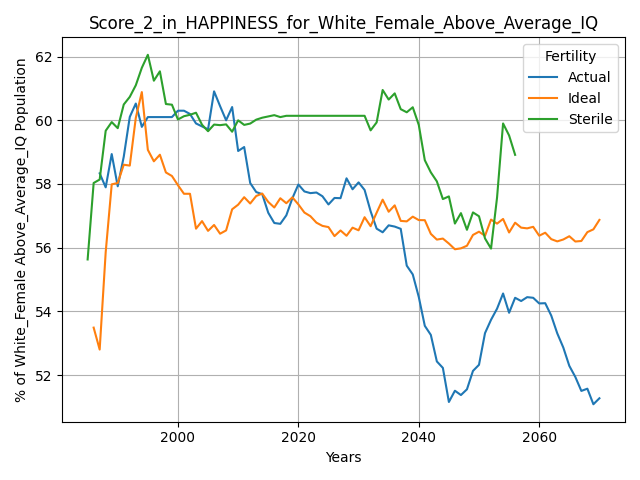 Score_2_in_HAPPINESS_for_White_Female_Above_Average_IQ
% of White_Female Above_Average_IQ Population
62
60
58
56
54
52
Fertility
Actual
Ideal
Sterile
2000
2020
2040
2060
Years